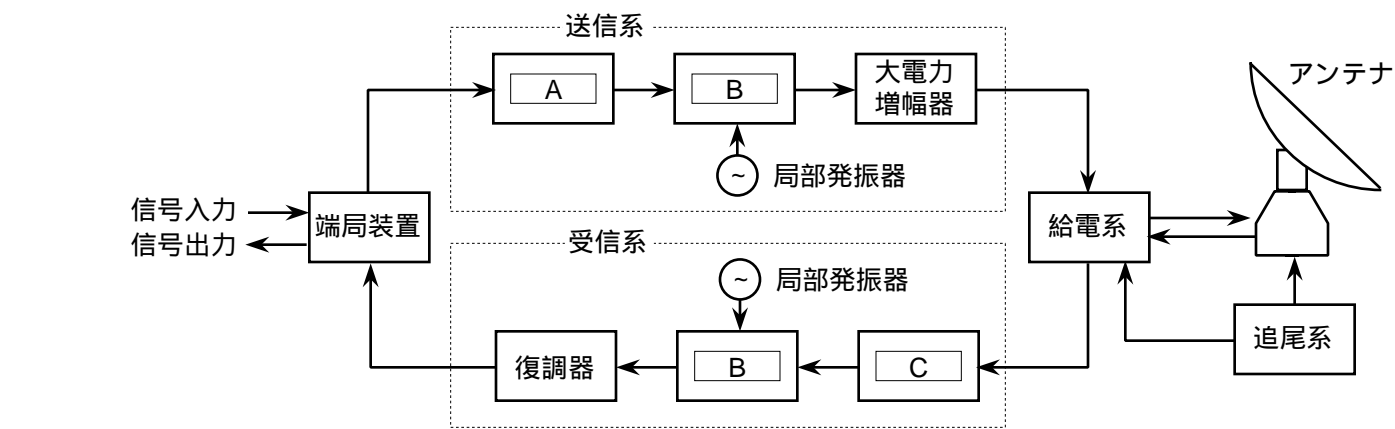 送信系
A
B
大電力
増幅器
アンテナ
~
局部発振器
信号入力
信号出力
端局装置
給電系
受信系
~
局部発振器
復調器
B
C
追尾系